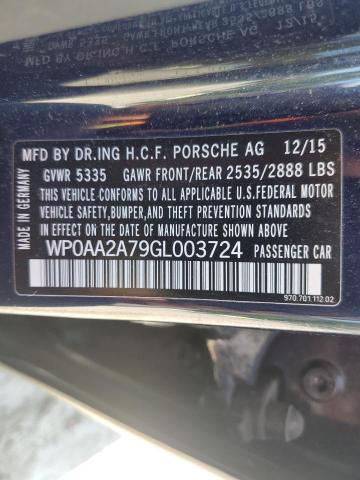 MFD BY DR.ING H.C.F. PORSCHE AG 12/15
GVWR 5335 GAWR FRONT/REAR 2535/2888 LBS
THIS VEHICLE CONFORMS TO ALL APPLICABLE
U.S.FEDERAL MOTOR
VEHICLE SAFETY,BUMPER,AND THEFT PREVENTION
STANDARDS IN EFFECT ON THE
DATE OF MANUFACTURE SHOWN ABOVE.
WP0AA2A79GL003724 PASSENGER CAR
MADE IN GERMANY
970.701.112.02